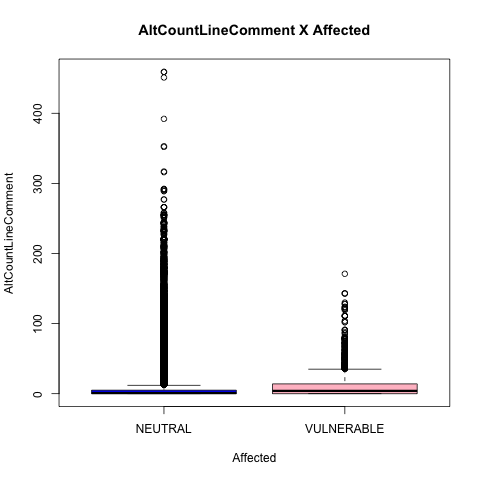 AltCountLineComment X Affected
AltCountLineComment
400
300
200
100
0
NEUTRAL
VULNERABLE
Affected